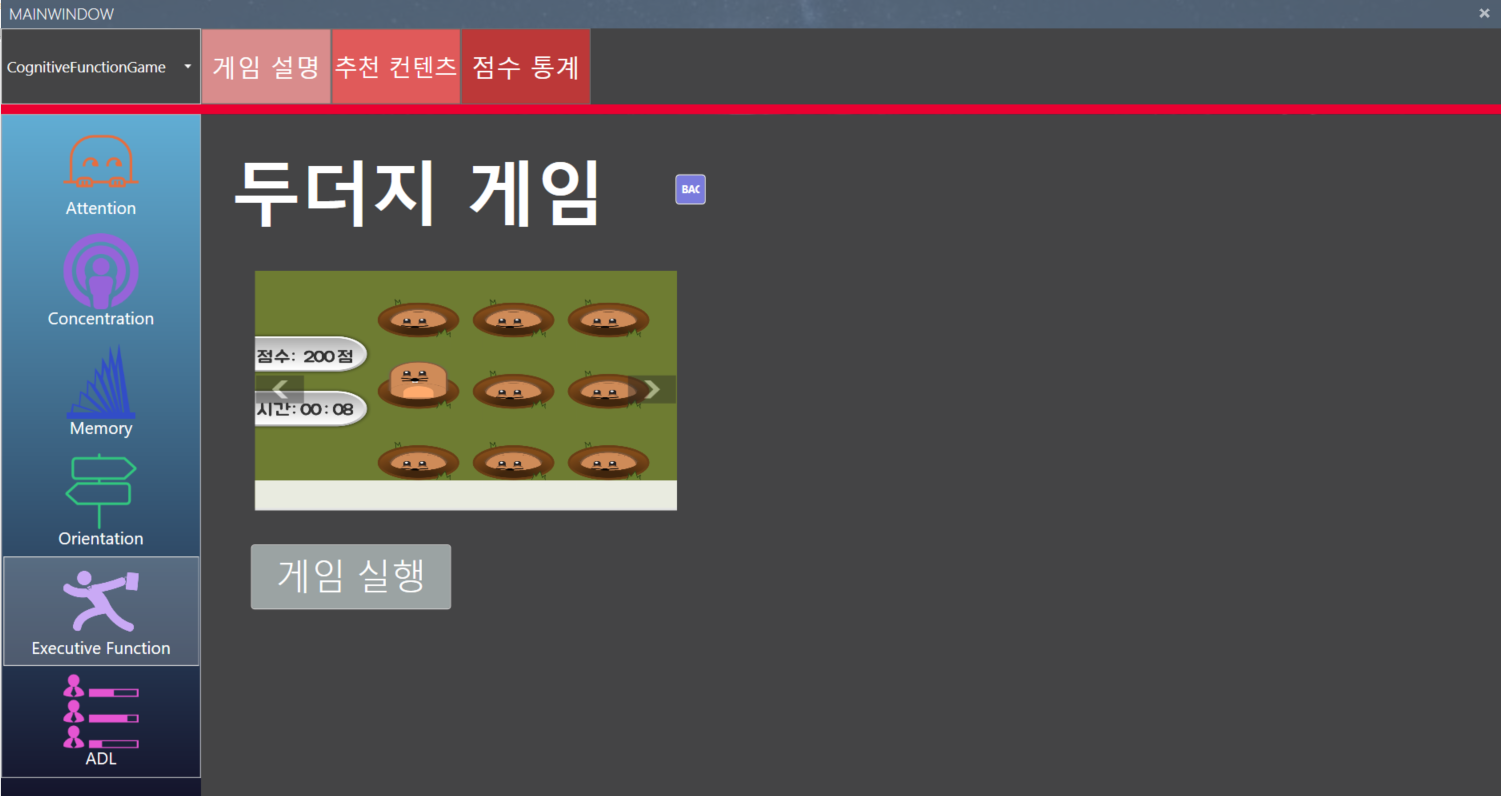 MAINWINDOW
CognitiveFunctionGame
게임 설명
추천 컨텐츠
점수 통계
Attention
Concentration
Memory
Orientation
Executive Function
ADL
두더지 게임
BAC
점수: 200점
시간: 00 : 08
게임 실행